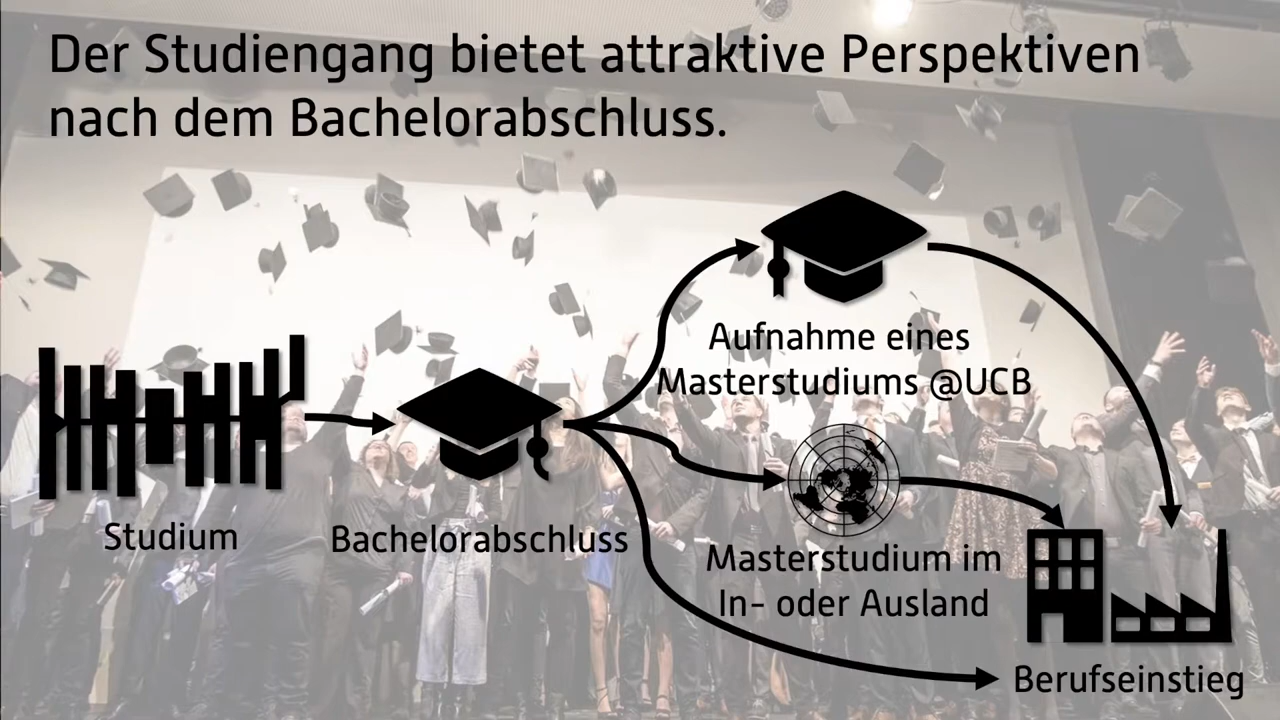 Der Studiengang bietet attraktive Perspektiven
nach dem Bachelorabschluss.
Aufnahme eines
Masterstudiums @UCB
Studium
Bachelorabschluss
Masterstudium im
In- oder Ausland
Berufseinstieg